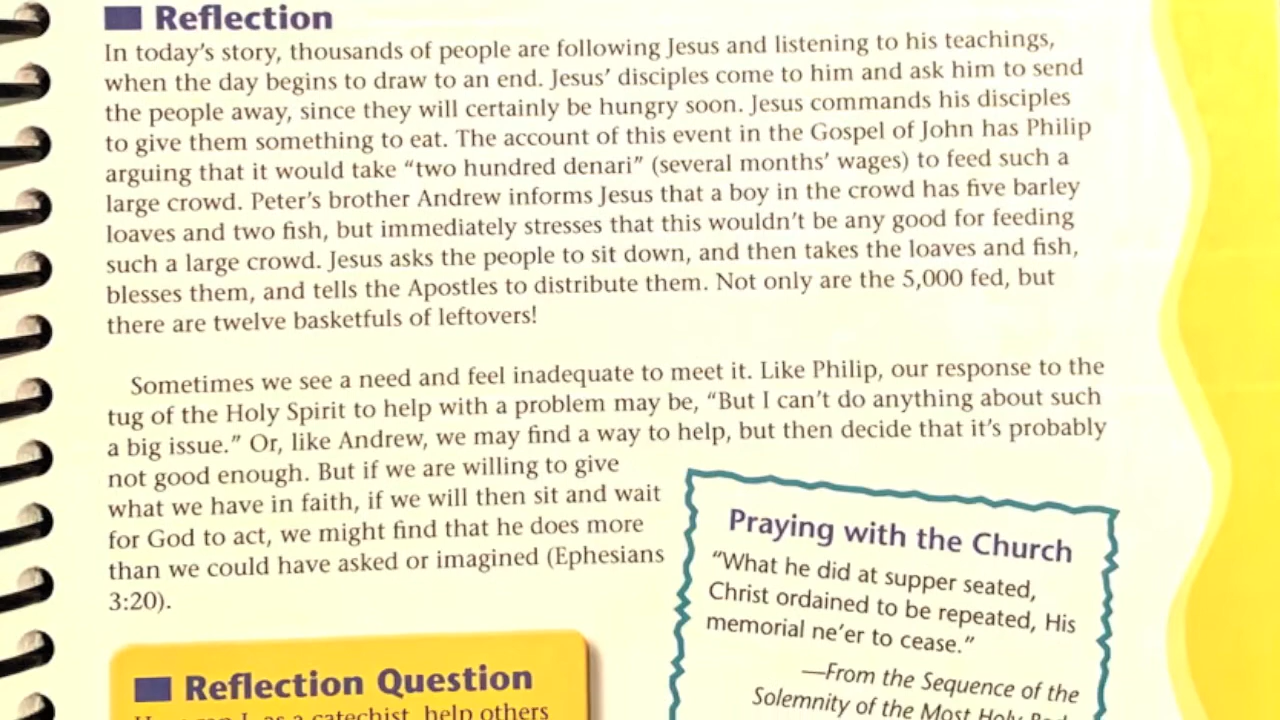 Reflection
In today's story, thousands of people are following Jesus and listening to his teachings,
when the day begins to draw to an end. Jesus' disciples come to him and ask him to send
the people away, since they will certainly be hungry soon. Jesus commands his disciples
to give them something to eat. The account of this event in the Gospel of John has Philip
arguing that it would take "two hundred denari" (several months' wages) to feed such a
large crowd. Peter's brother Andrew informs Jesus that a boy in the crowd has five barley
loaves and two fish, but immediately stresses that this wouldn't be any good for feeding
such a large crowd. Jesus asks the people to sit down, and then takes the loaves and fish,
blesses them, and tells the Apostles to distribute them. Not only are the 5,000 fed, but
there are twelve basketfuls of leftovers!
Sometimes we see a need and feel inadequate to meet it. Like Philip, our response to the
tug of the Holy Spirit to help with a problem may be, "But I can't do anything about such
a big issue." Or, like Andrew, we may find a way to help, but then decide that it's probably
not good enough. But if we are willing to give
what we have in faith, if we will then sit and wait
for God to act, we might find that he does more
than we could have asked or imagined (Ephesians
3:20).
Praying with the Church
"What he did at supper seated,
Christ ordained to be repeated, His
memorial ne'er to cease."
—From the Sequence of the
Solemnity of the Most Holy
Reflection Question
I, as a catechist, help others